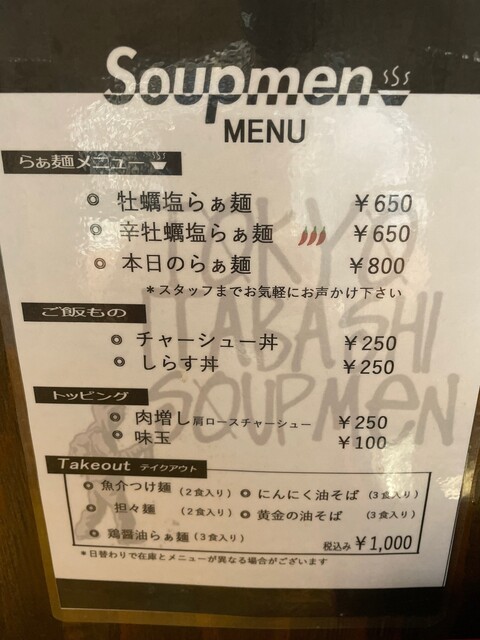 Soupmen
MENU
らぁ麺メニュー
◎ 牡蠣塩らぁ麺 ￥650
◎ 辛牡蠣塩らぁ麺 ￥650
◎ 本日のらぁ麺 ￥800
＊スタッフまでお気軽にお声かけ下さい
ご飯もの
◎ チャーシュー丼 ￥250
◎ しらす丼 ￥250
トッピング
◎ 肉増し 肩ロースチャーシュー ￥250
◎ 味玉 ￥100
Takeout テイクアウト
◎ 魚介つけ麺 (2食入り) ◎ にんにく油そば (3食入り)
◎ 担々麺 (2食入り) ◎ 黄金の油そば (3食入り)
◎ 鶏醤油らぁ麺 (3食入り) 税込み ￥1,000
＊日替わりで在庫とメニューが異なる場合がございます
TOKYO
ITABASHI
SOUPMEN